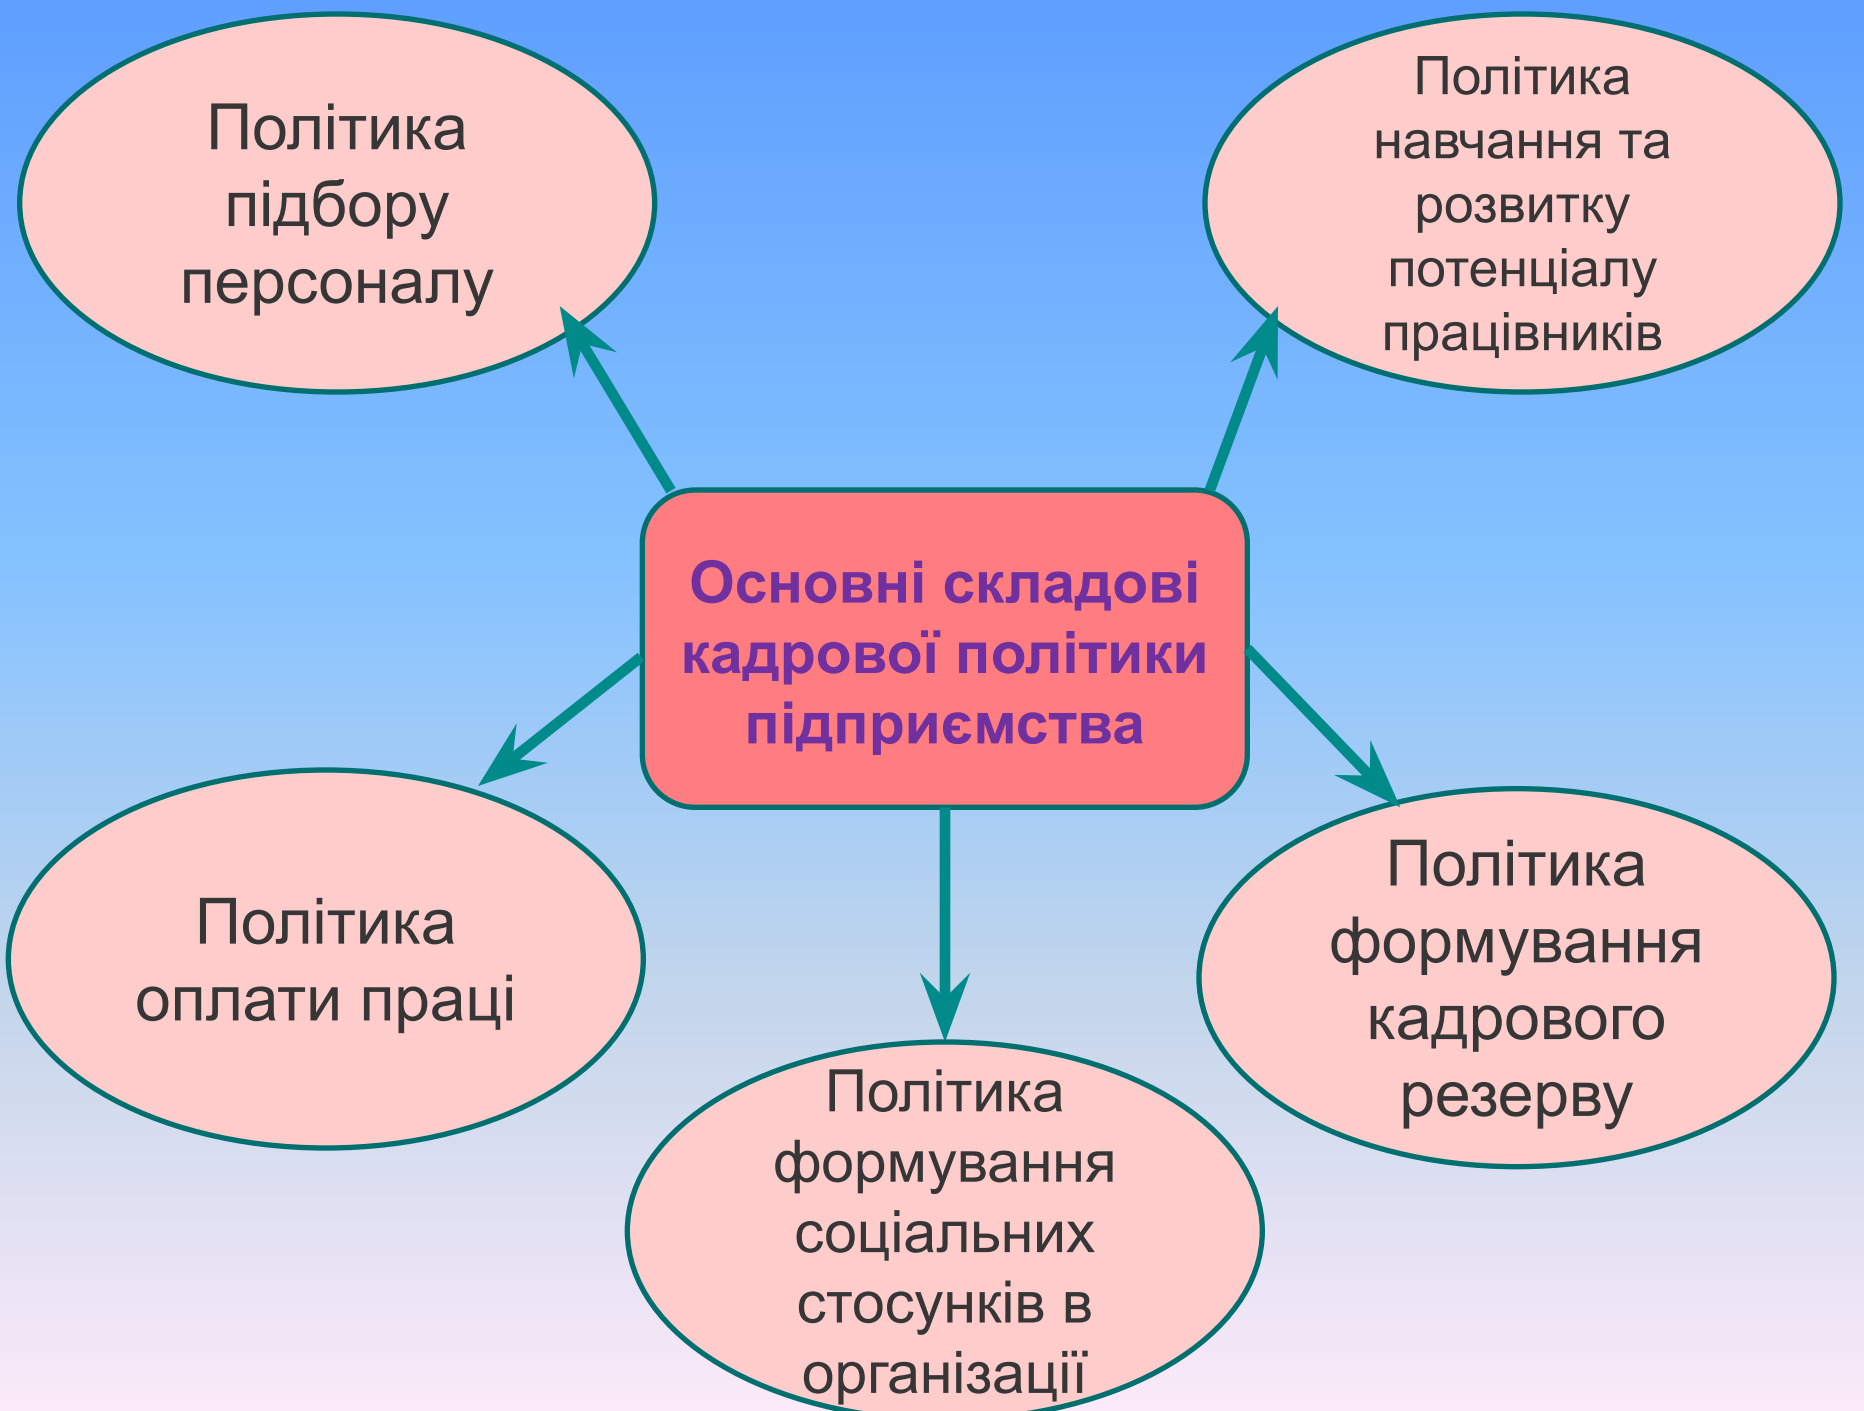 Політика
підбору
персоналу
Політика
навчання та
розвитку
потенціалу
працівників
Основні складові
кадрової політики
підприємства
Політика
оплати праці
Політика
формування
соціальних
стосунків в
організації
Політика
формування
кадрового
резерву